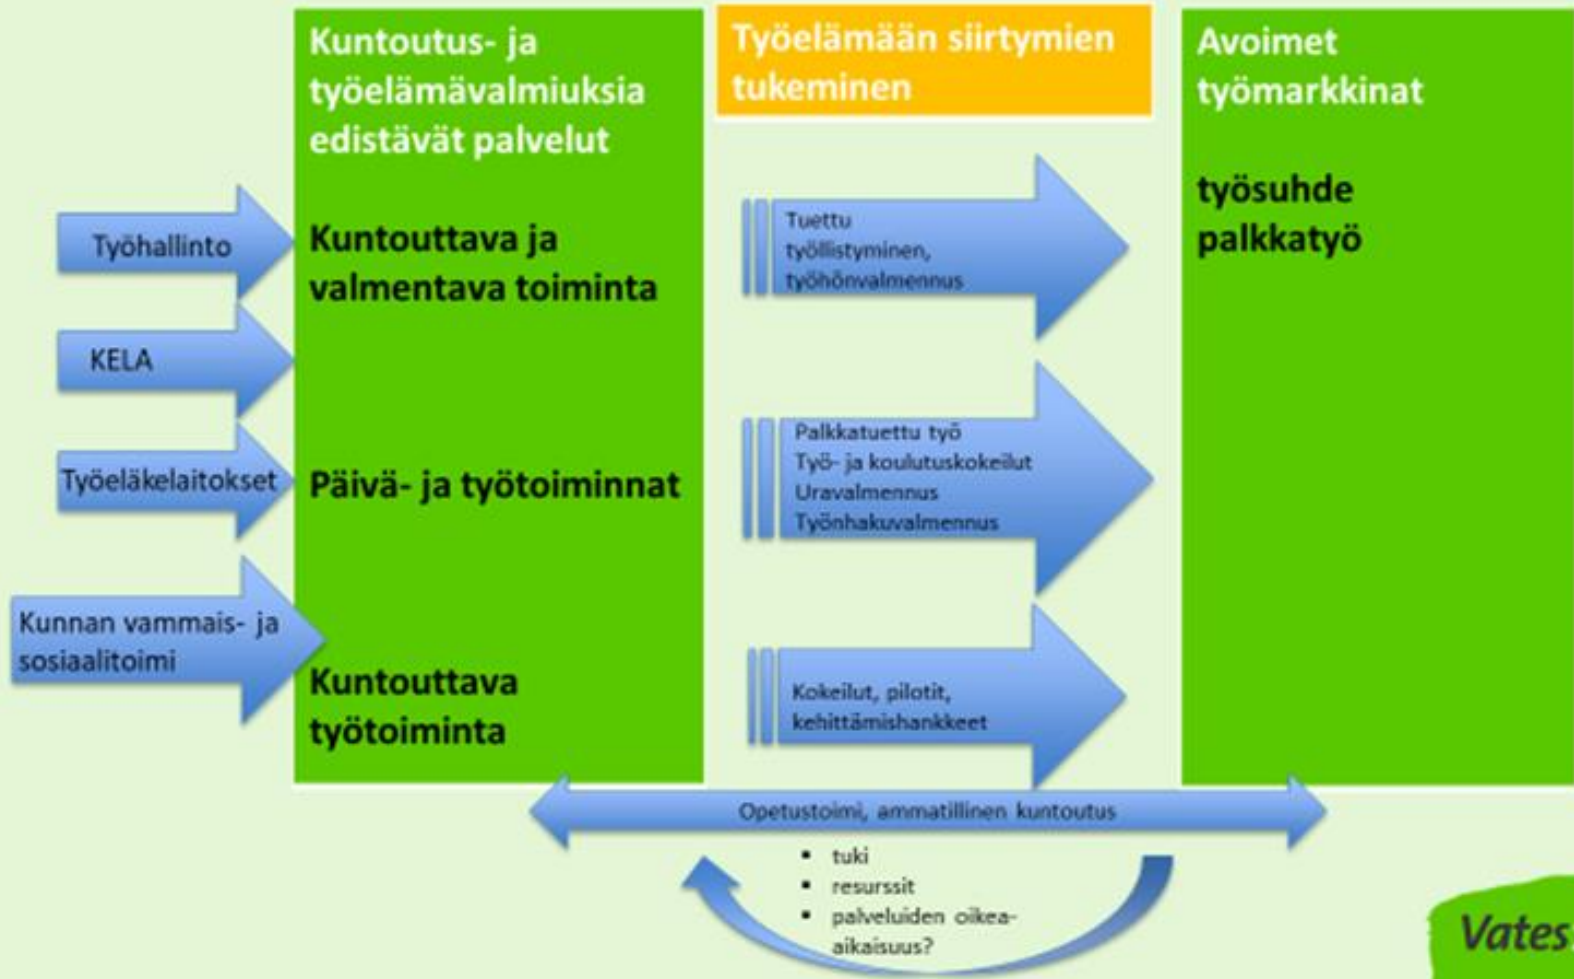 Kuntoutus- ja
työelämävalmiuksia
edistävät palvelut
Työelämään siirtymien
tukeminen
Avoimet
työmarkkinat
työsuhde
palkkatyö
Työhallinto
KELA
Työeläkelaitokset
Kunnan vammais- ja
sosiaalitoimi
Kuntouttava ja
valmentava toiminta
Päivä- ja työtoiminnat
Kuntouttava
työtoiminta
Tuettu
työllistyminen,
työhönvalmennus
Palkkatuettu työ
Työ- ja koulutuskokeilut
Uravalmennus
Työnhakuvalmennus
Kokeilut, pilotit,
kehittämishankkeet
Opetustoimi, ammatillinen kuntoutus
▪ tuki
▪ resurssit
▪ palveluiden oikea-
aikaisuus?
Vates